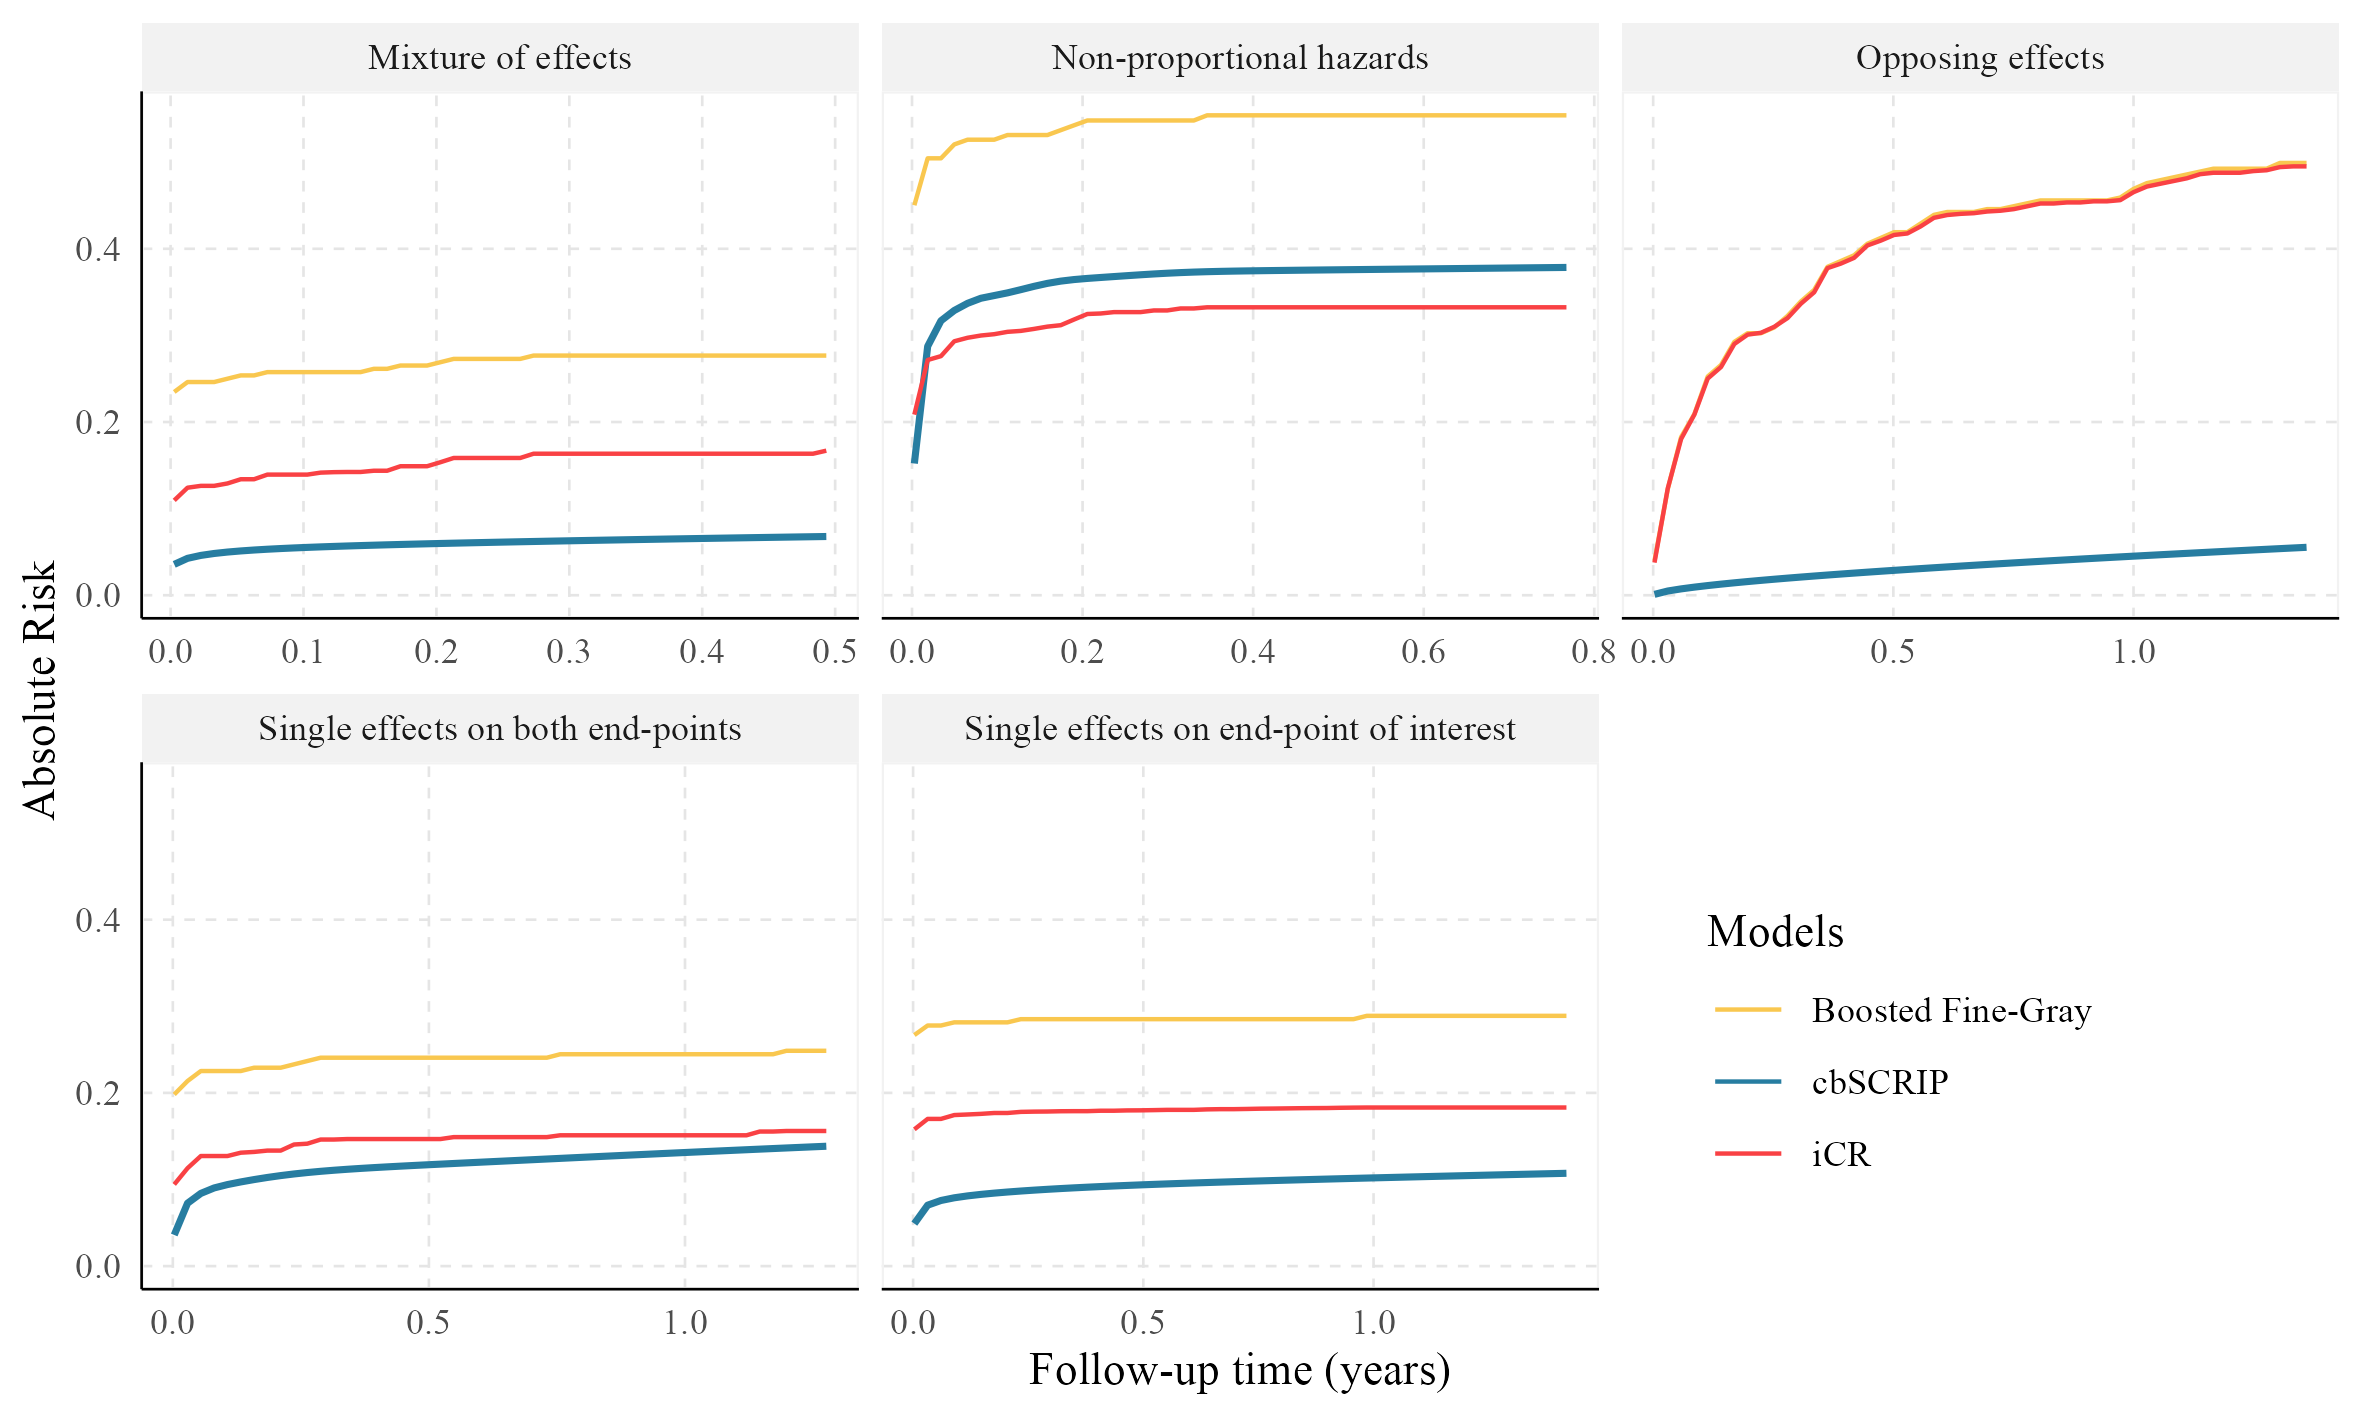 Mixture of effects
Non-proportional hazards
Opposing effects
0.4
0.2
0.0
0.0 0.1 0.2 0.3 0.4 0.5
0.0 0.2 0.4 0.6 0.8
0.0 0.5 1.0
Absolute Risk
Single effects on both end-points
Single effects on end-point of interest
0.4
0.2
0.0
0.0 0.5 1.0
0.0 0.5 1.0
Follow-up time (years)
Models
Boosted Fine-Gray
cbSCRIP
iCR